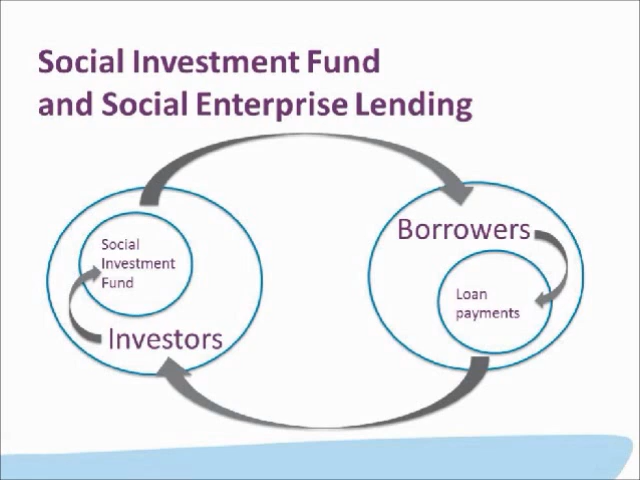 Social Investment Fund
and Social Enterprise Lending
Social
Investment
Fund
Investors
Borrowers
Loan
payments